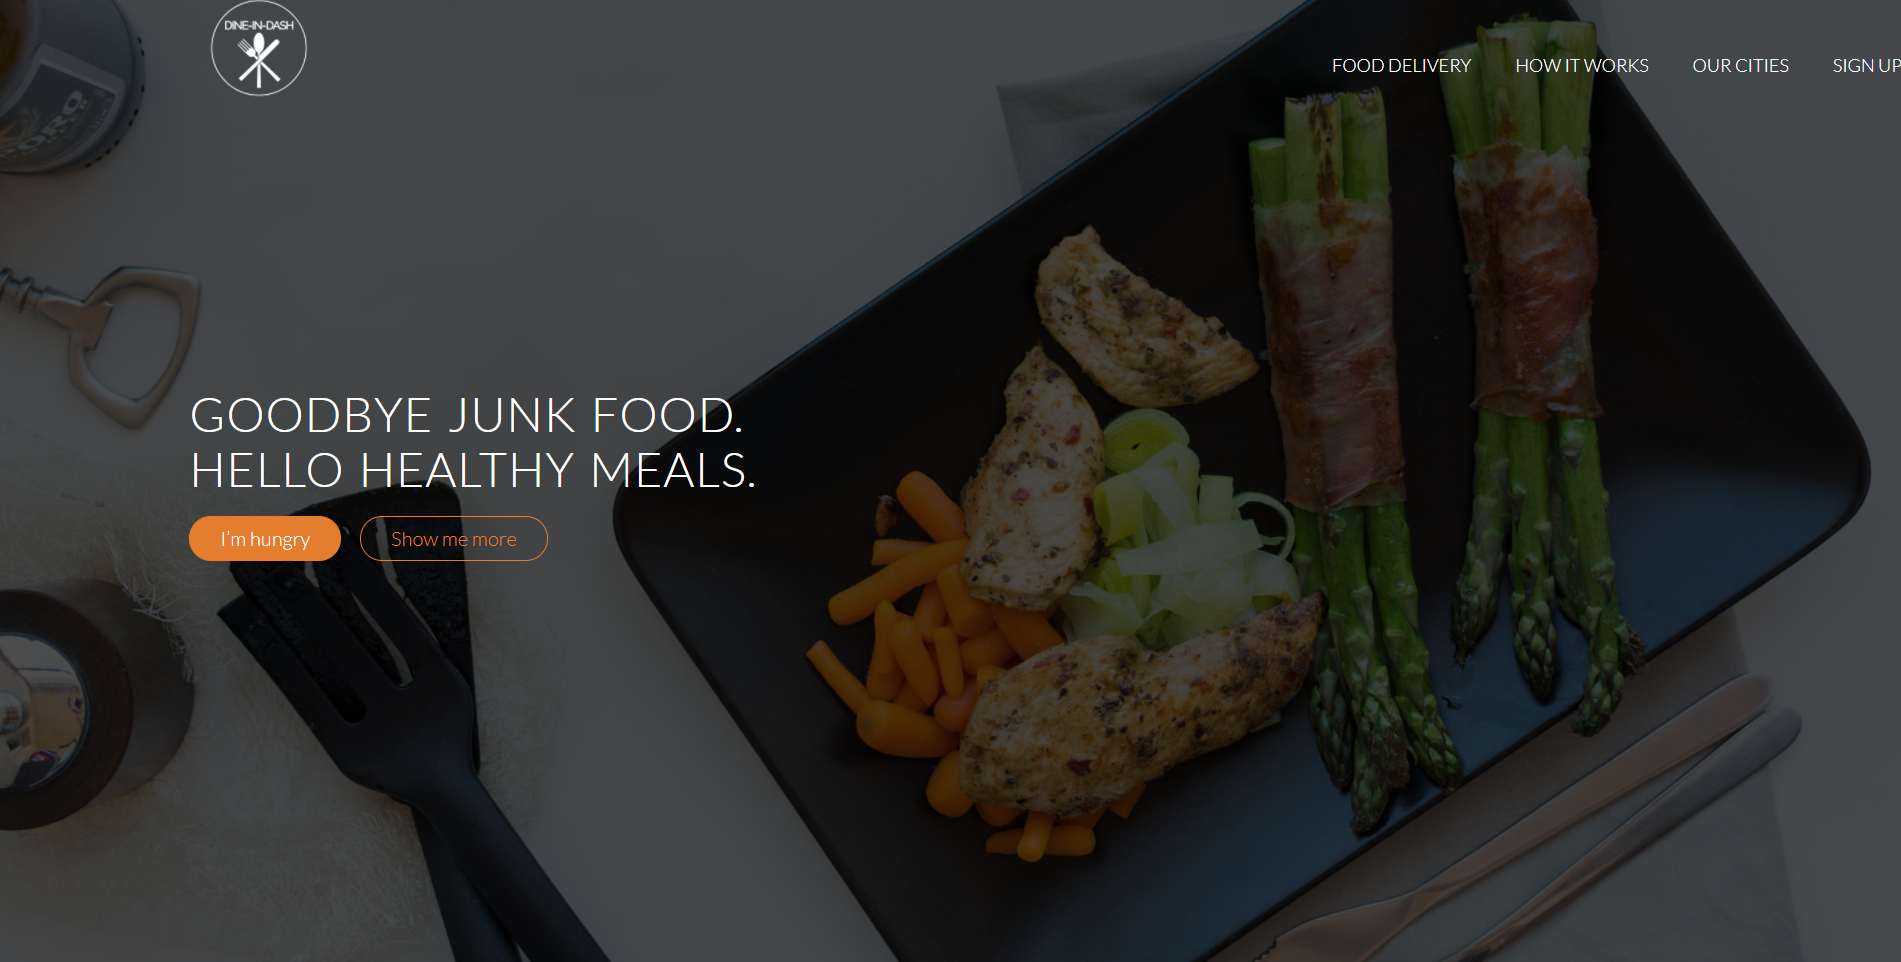 DINE-IN-DASH
FOOD DELIVERY HOW IT WORKS OUR CITIES SIGN UP
GOODBYE JUNK FOOD.
HELLO HEALTHY MEALS.
I'm hungry Show me more